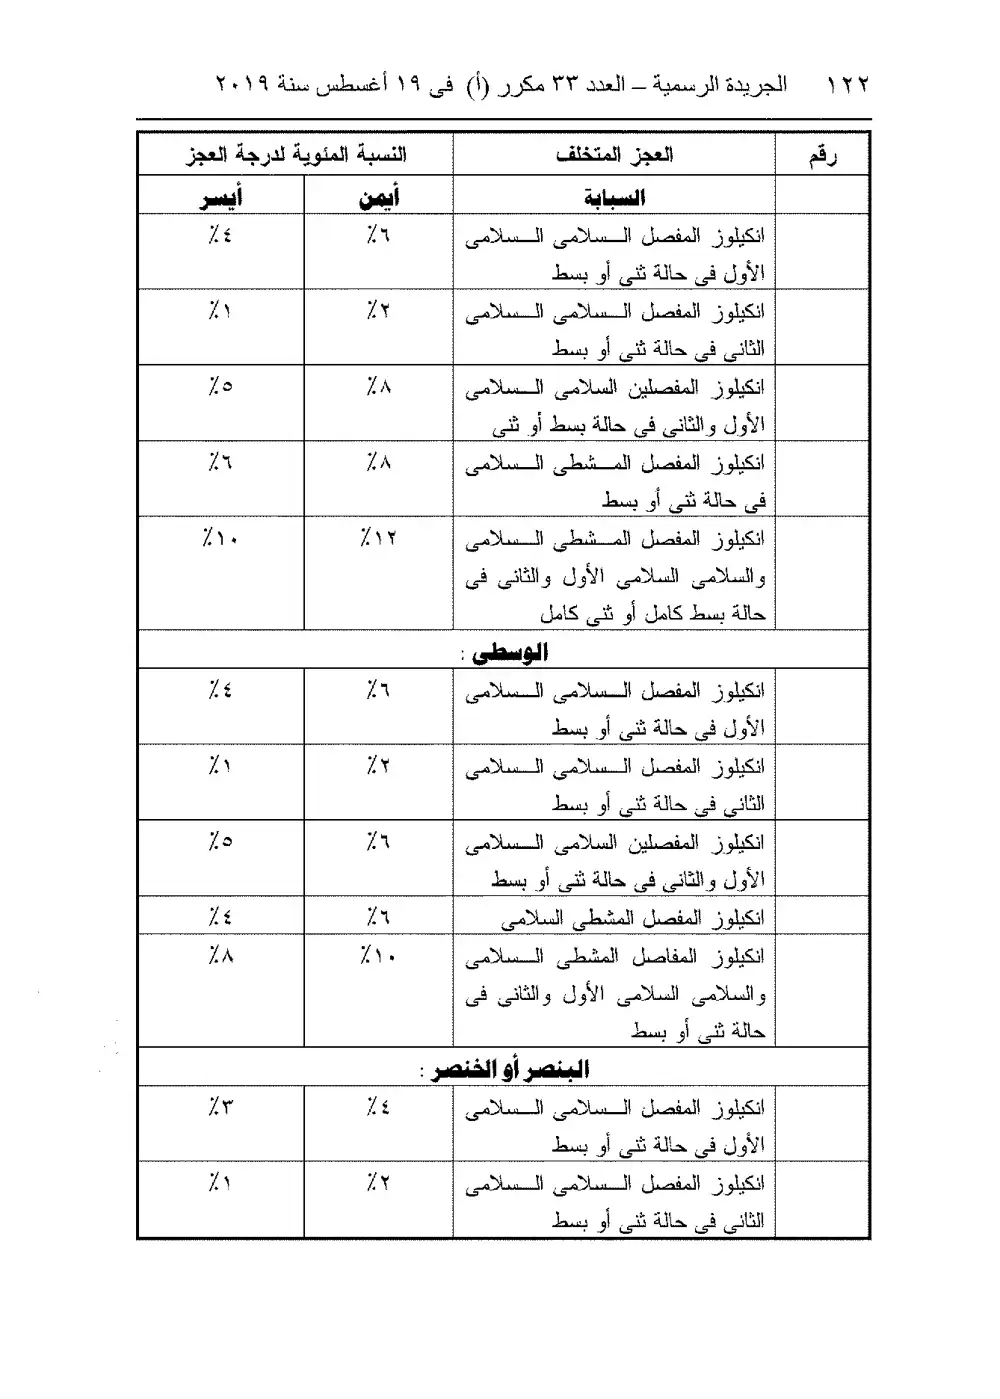 ١٢٢ الجريدة الرسمية – العدد ٣٣ مكرر (أ) فى ١٩ أغسطس سنة ٢٠١٩
رقم العجز المتخلف النسبة المئوية لدرجة العجز
السبابة أيمن أيسر
انكيلوز المفصل السلامى السلامى ٦٪ ٤٪
الأول فى حالة ثنى أو بسط
انكيلوز المفصل السلامى السلامى ٢٪ ١٪
الثانى فى حالة ثنى أو بسط
انكيلوز المفصلين السلامى السلامى ٨٪ ٥٪
الأول والثانى فى حالة بسط أو ثنى
انكيلوز المفصل المشطى السلامى ٨٪ ٦٪
فى حالة ثنى أو بسط
انكيلوز المفصل المشطى السلامى ١٢٪ ١٠٪
والسلامى السلامى الأول والثانى فى
حالة بسط كامل أو ثنى كامل
الوسطى :
انكيلوز المفصل السلامى السلامى ٦٪ ٤٪
الأول فى حالة ثنى أو بسط
انكيلوز المفصل السلامى السلامى ٢٪ ١٪
الثانى فى حالة ثنى أو بسط
انكيلوز المفصلين السلامى السلامى ٦٪ ٥٪
الأول والثانى فى حالة ثنى أو بسط
انكيلوز المفصل المشطى السلامى ٦٪ ٤٪
انكيلوز المفاصل المشطى السلامى ١٠٪ ٨٪
والسلامى السلامى الأول والثانى فى
حالة ثنى أو بسط
البنصر أو الخنصر :
انكيلوز المفصل السلامى السلامى ٤٪ ٣٪
الأول فى حالة ثنى أو بسط
انكيلوز المفصل السلامى السلامى ٢٪ ١٪
الثانى فى حالة ثنى أو بسط